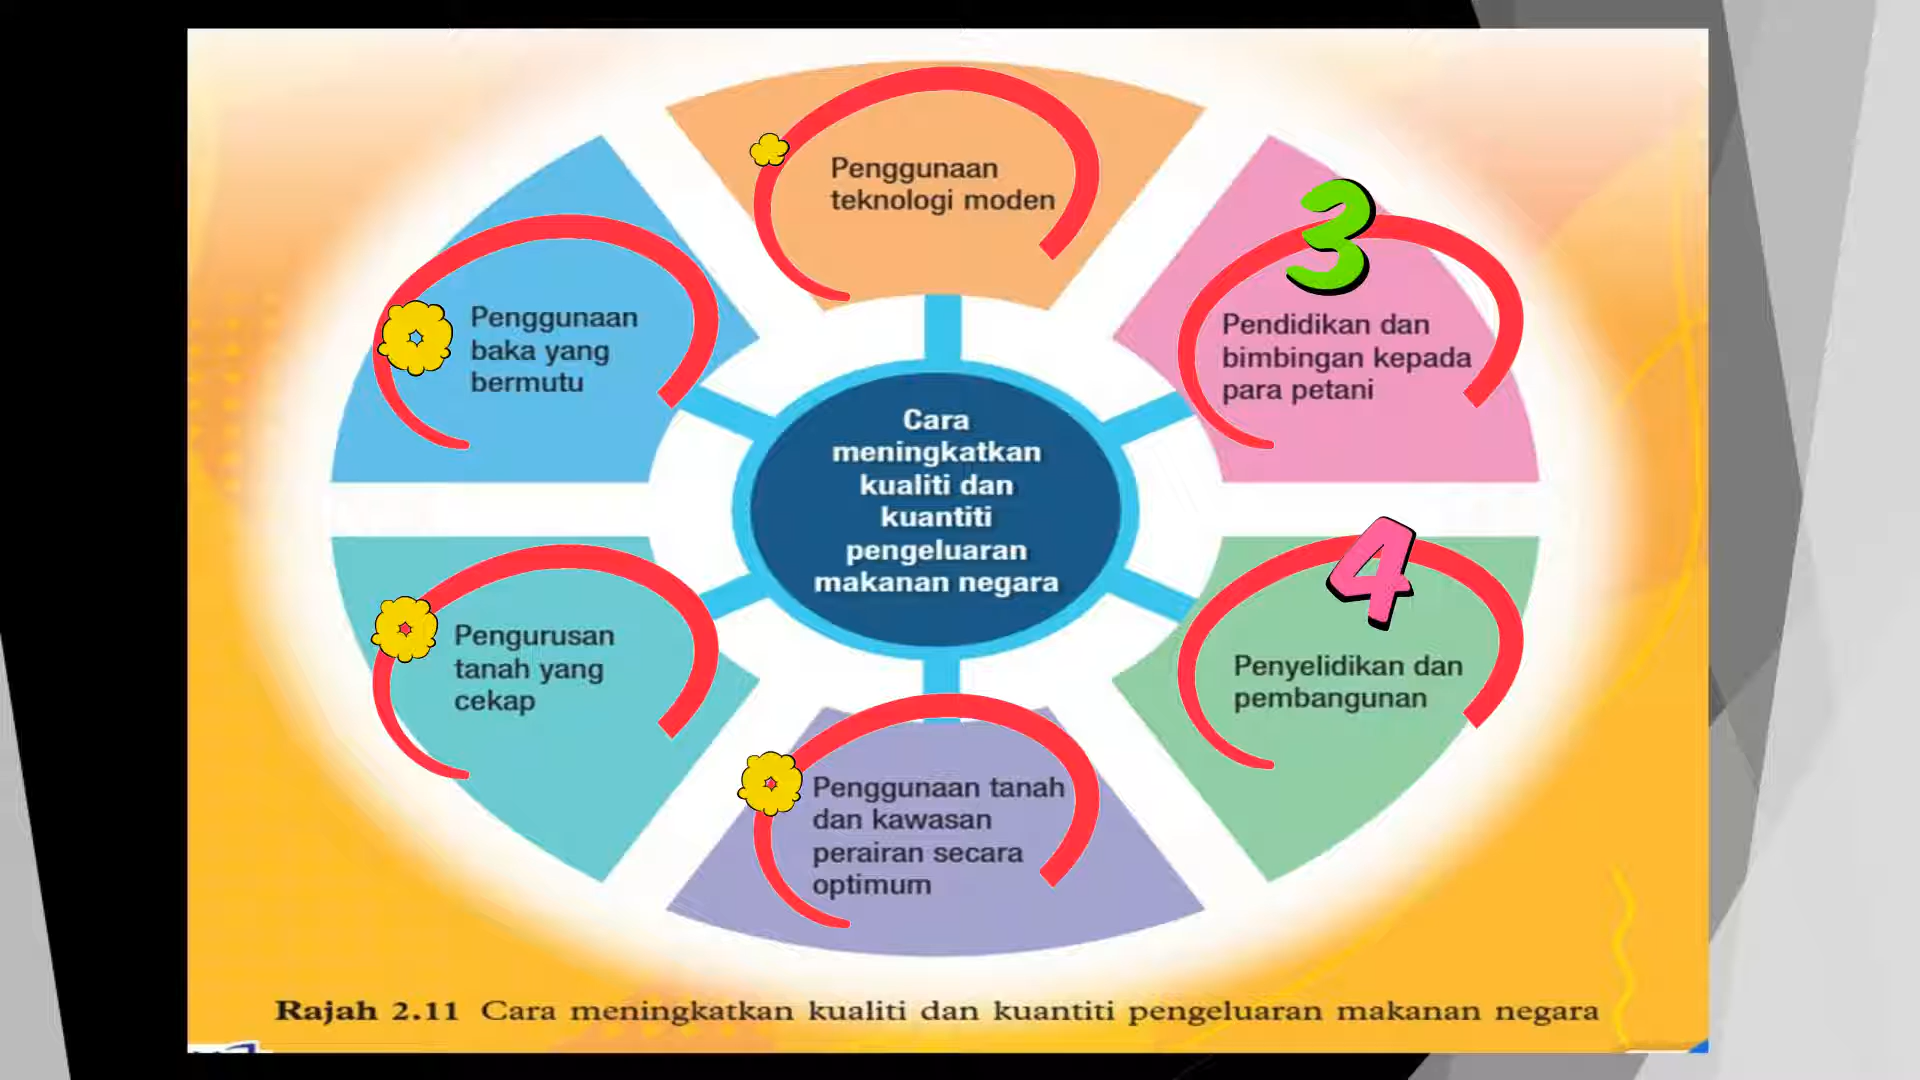 Penggunaan
teknologi moden
3
Pendidikan dan
bimbingan kepada
para petani
4
Penyelidikan dan
pembangunan
Penggunaan tanah
dan kawasan
perairan secara
optimum
Pengurusan
tanah yang
cekap
Penggunaan
baka yang
bermutu
Cara
meningkatkan
kualiti dan
kuantiti
pengeluaran
makanan negara
Rajah 2.11 Cara meningkatkan kualiti dan kuantiti pengeluaran makanan negara